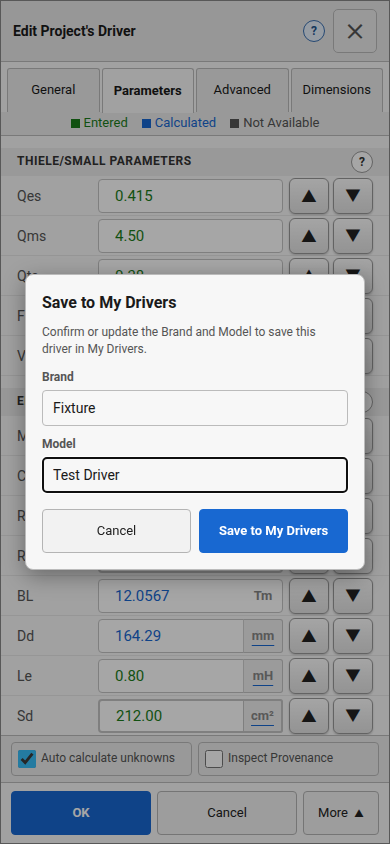 Edit Project's Driver ?
General Parameters Advanced Dimensions
Entered Calculated Not Available
THIELE/SMALL PARAMETERS ?
Qes 0.415
Qms 4.50
Save to My Drivers
Confirm or update the Brand and Model to save this
driver in My Drivers.
Brand
Fixture
Model
Test Driver
Cancel Save to My Drivers
BL 12.0567 Tm
Dd 164.29 mm
Le 0.80 mH
Sd 212.00 cm²
Auto calculate unknowns Inspect Provenance
OK Cancel More ▲